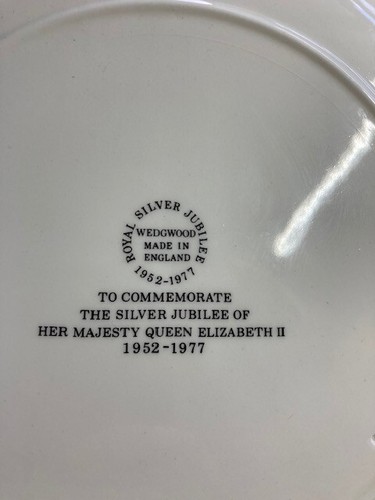 ROYAL SILVER JUBILEE
WEDGWOOD
MADE IN
ENGLAND
1952-1977
TO COMMEMORATE
THE SILVER JUBILEE OF
HER MAJESTY QUEEN ELIZABETH II
1952-1977